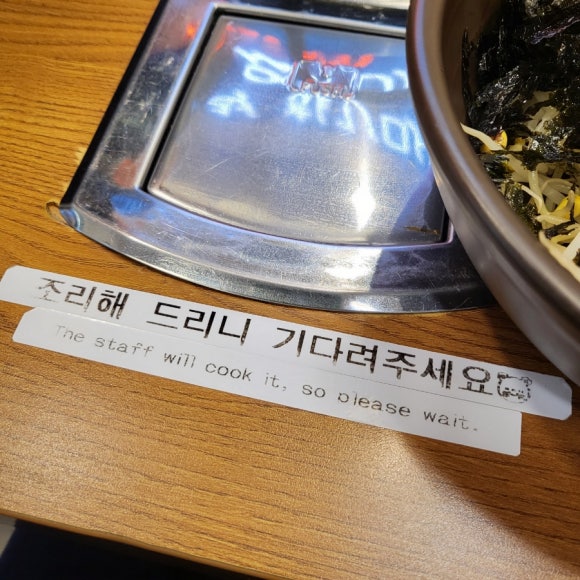 조리해 드리니 기다려주세요
The staff will cook it, so please wait.